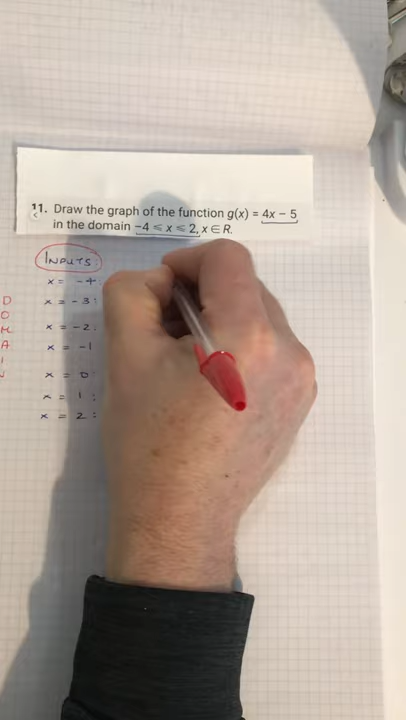 11. Draw the graph of the function g(x) = 4x − 5
in the domain −4 ⩽ x ⩽ 2, x ∈ R.
INPUTS:
x = -4:
x = -3:
x = -2:
x = -1
x = 0:
x = 1:
x = 2: